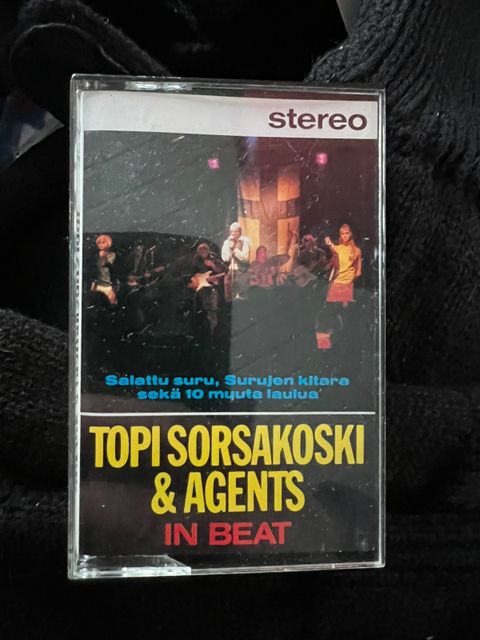 stereo
Salattu suru, Surujen kitara
sekä 10 muuta laulua
TOPI SORSAKOSKI
& AGENTS
IN BEAT